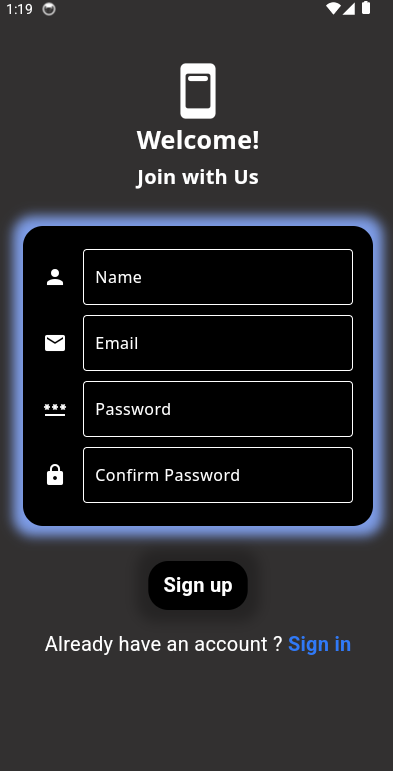 1:19
Welcome!
Join with Us
Name
Email
Password
Confirm Password
Sign up
Already have an account ? Sign in